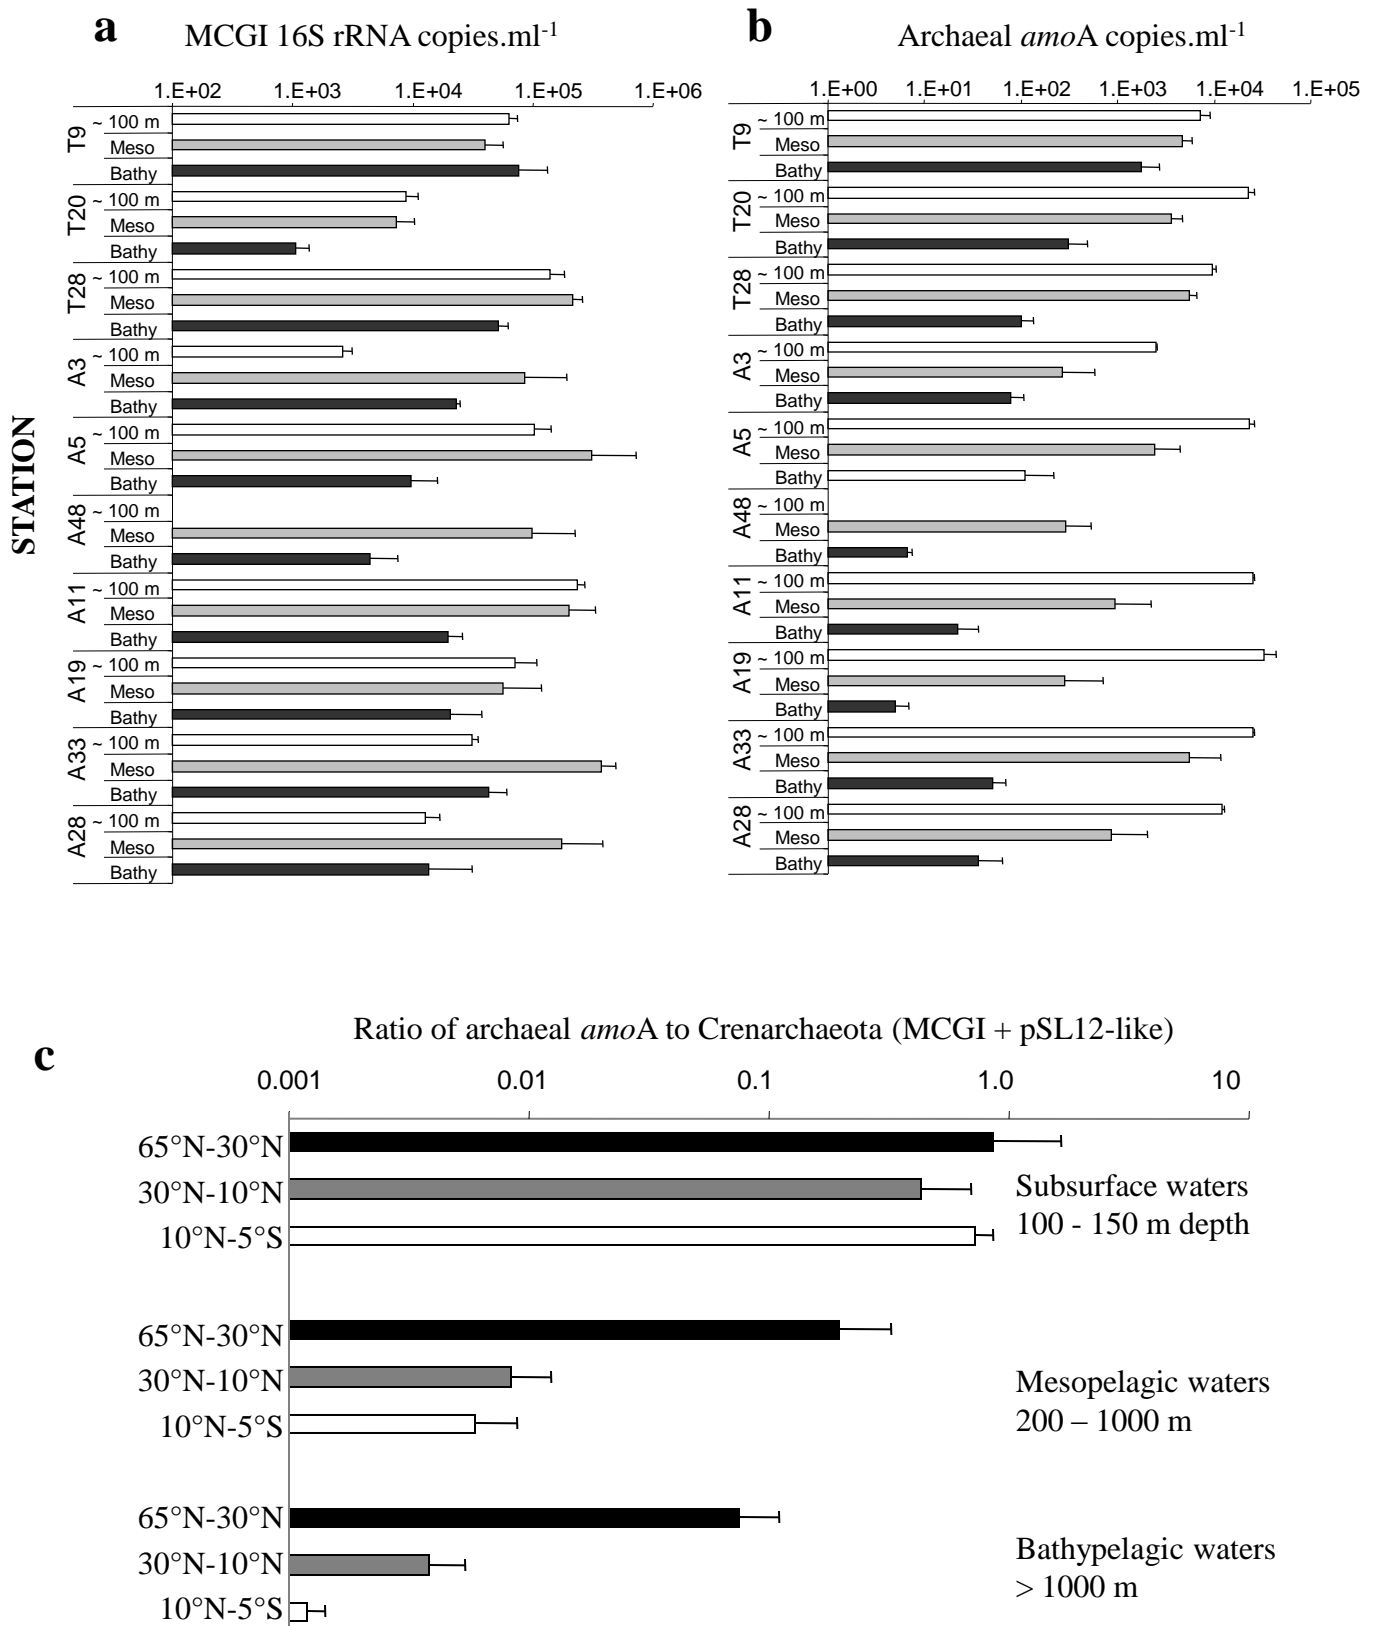 a
MCGI 16S rRNA copies.ml-1
1.E+02 1.E+03 1.E+04 1.E+05 1.E+06
STATION
T9
~ 100 m
Meso
Bathy
T20
~ 100 m
Meso
Bathy
T28
~ 100 m
Meso
Bathy
A3
~ 100 m
Meso
Bathy
A5
~ 100 m
Meso
Bathy
A48
~ 100 m
Meso
Bathy
A11
~ 100 m
Meso
Bathy
A19
~ 100 m
Meso
Bathy
A33
~ 100 m
Meso
Bathy
A28
~ 100 m
Meso
Bathy
b
Archaeal amoA copies.ml-1
1.E+00 1.E+01 1.E+02 1.E+03 1.E+04 1.E+05
T9
~ 100 m
Meso
Bathy
T20
~ 100 m
Meso
Bathy
T28
~ 100 m
Meso
Bathy
A3
~ 100 m
Meso
Bathy
A5
~ 100 m
Meso
Bathy
A48
~ 100 m
Meso
Bathy
A11
~ 100 m
Meso
Bathy
A19
~ 100 m
Meso
Bathy
A33
~ 100 m
Meso
Bathy
A28
~ 100 m
Meso
Bathy
c
Ratio of archaeal amoA to Crenarchaeota (MCGI + pSL12-like)
0.001 0.01 0.1 1.0 10
65°N-30°N
30°N-10°N
10°N-5°S
Subsurface waters
100 - 150 m depth
65°N-30°N
30°N-10°N
10°N-5°S
Mesopelagic waters
200 – 1000 m
65°N-30°N
30°N-10°N
10°N-5°S
Bathypelagic waters
> 1000 m